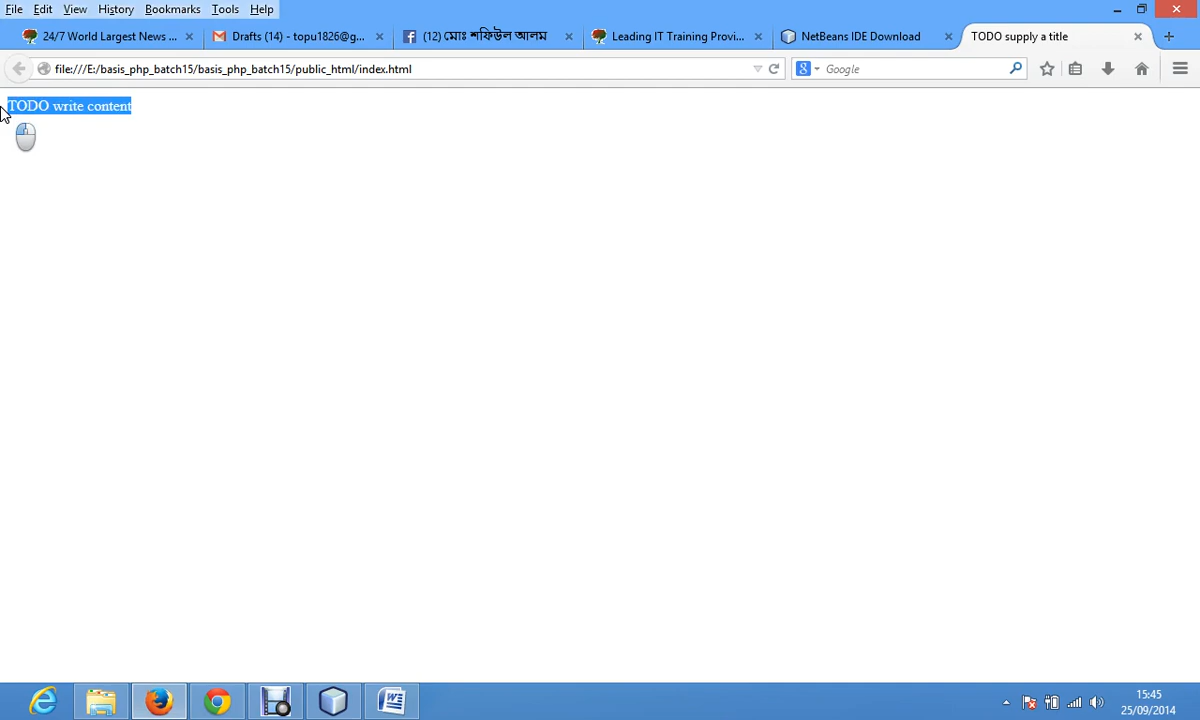 File Edit View History Bookmarks Tools Help
24/7 World Largest News ... Drafts (14) - topu1826@g... (12) মোঃ শফিউল আলম Leading IT Training Provi... NetBeans IDE Download TODO supply a title
file:///E:/basis_php_batch15/basis_php_batch15/public_html/index.html Google
TODO write content
15:45
25/09/2014